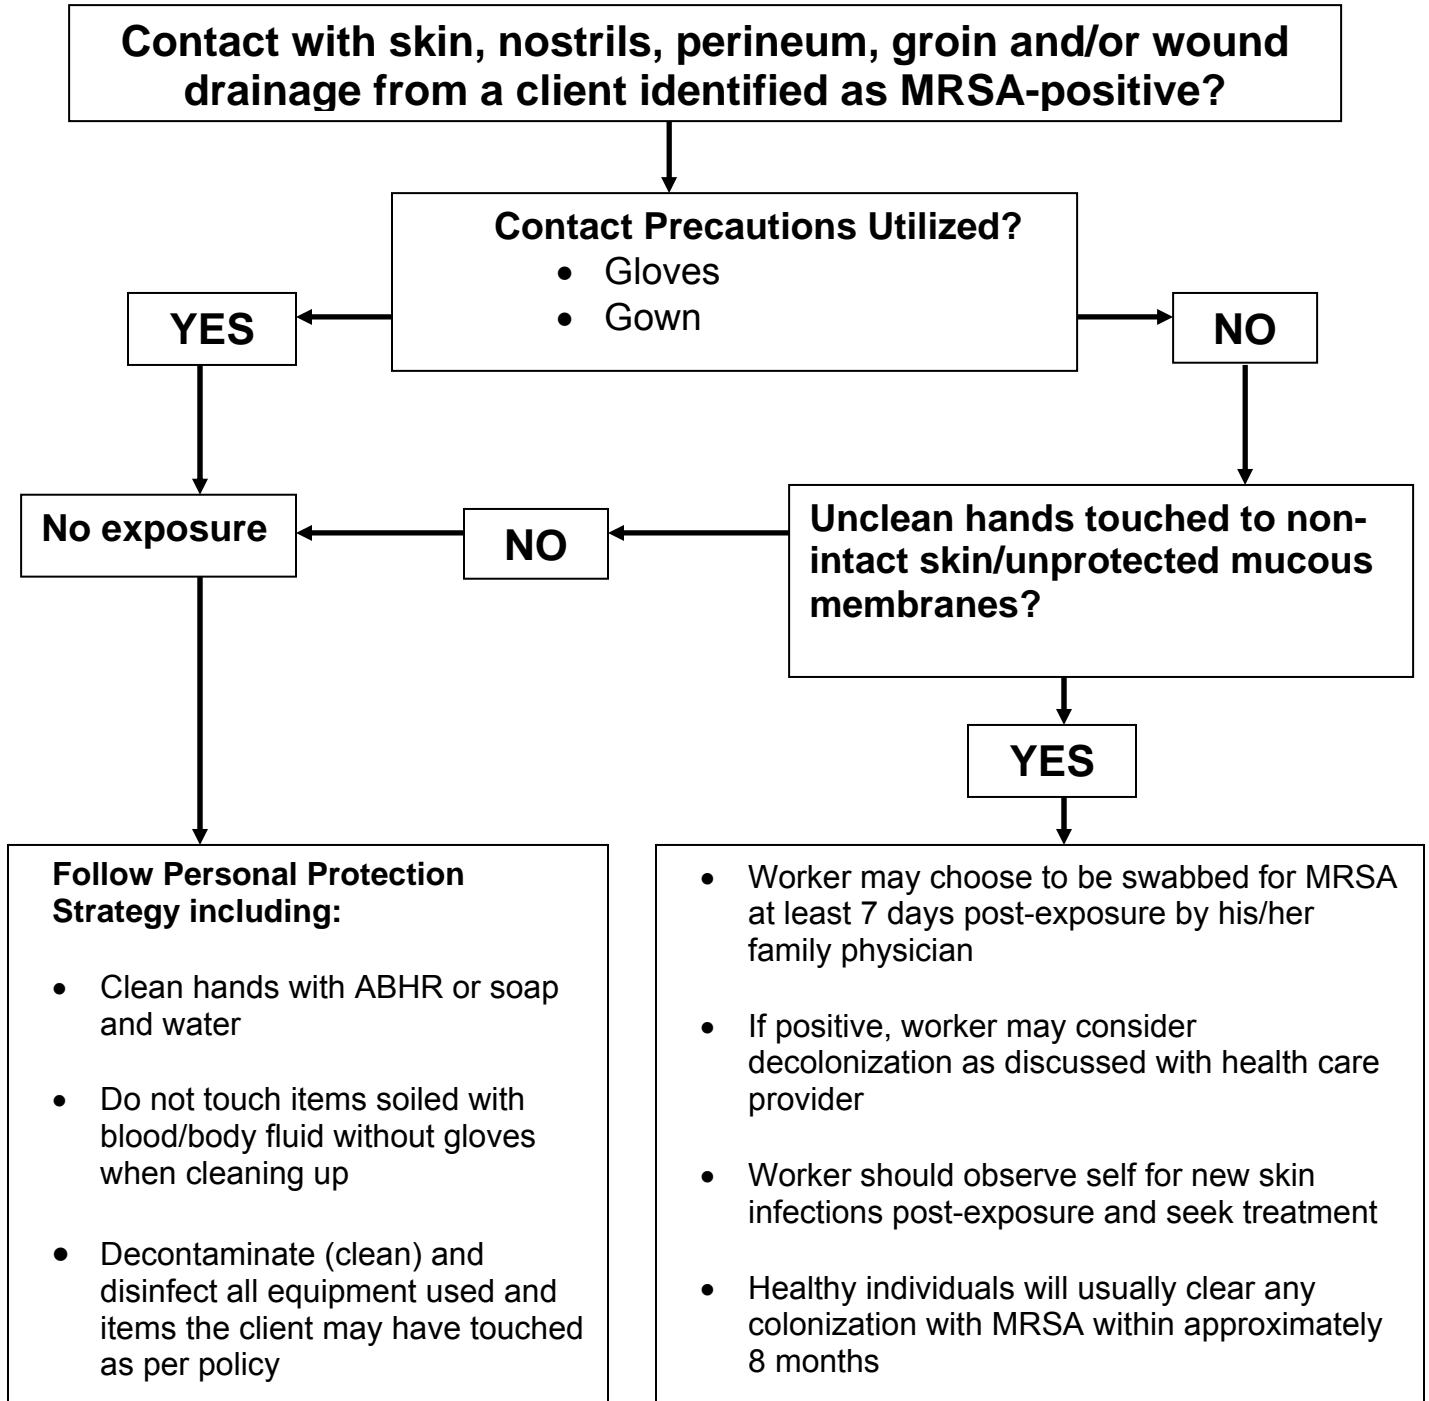 Contact with skin, nostrils, perineum, groin and/or wound
drainage from a client identified as MRSA-positive?
Contact Precautions Utilized?
• Gloves
• Gown
YES
NO
No exposure
NO
Unclean hands touched to non-
intact skin/unprotected mucous
membranes?
YES
Follow Personal Protection
Strategy including:
• Clean hands with ABHR or soap
and water
• Do not touch items soiled with
blood/body fluid without gloves
when cleaning up
• Decontaminate (clean) and
disinfect all equipment used and
items the client may have touched
as per policy
• Worker may choose to be swabbed for MRSA
at least 7 days post-exposure by his/her
family physician
• If positive, worker may consider
decolonization as discussed with health care
provider
• Worker should observe self for new skin
infections post-exposure and seek treatment
• Healthy individuals will usually clear any
colonization with MRSA within approximately
8 months